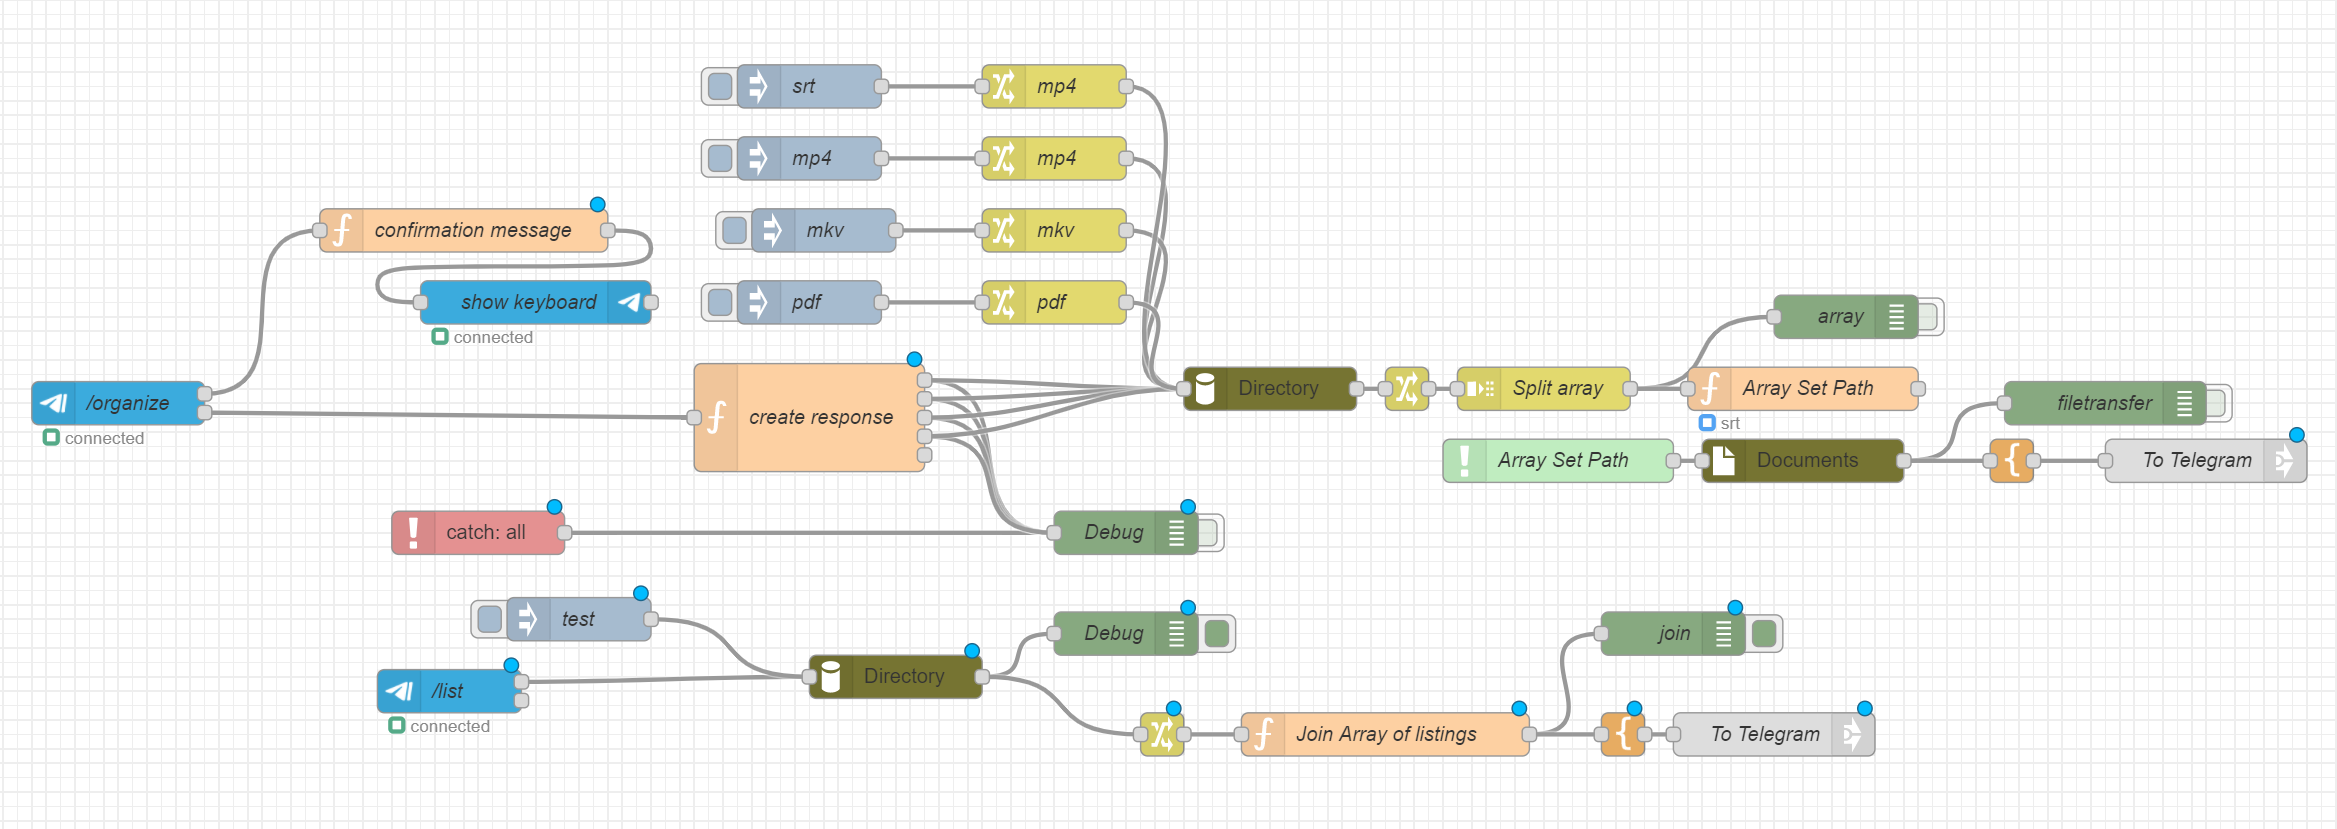 srt
mp4
mp4
mp4
confirmation message
mkv
mkv
show keyboard
connected
pdf
pdf
array
/organize
connected
create response
Directory
Split array
Array Set Path
srt
filetransfer
Array Set Path
Documents
{
To Telegram
catch: all
Debug
test
Debug
join
/list
connected
Directory
Join Array of listings
{
To Telegram